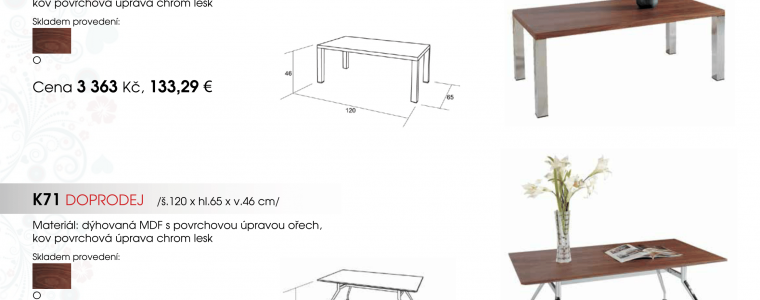 kov povrchová úprava chrom lesk
Skladem provedení:
Cena 3 363 Kč, 133,29 €
46
65
120
K71 DOPRODEJ /š.120 x hl.65 x v.46 cm/
Materiál: dýhovaná MDF s povrchovou úpravou ořech,
kov povrchová úprava chrom lesk
Skladem provedení:
46